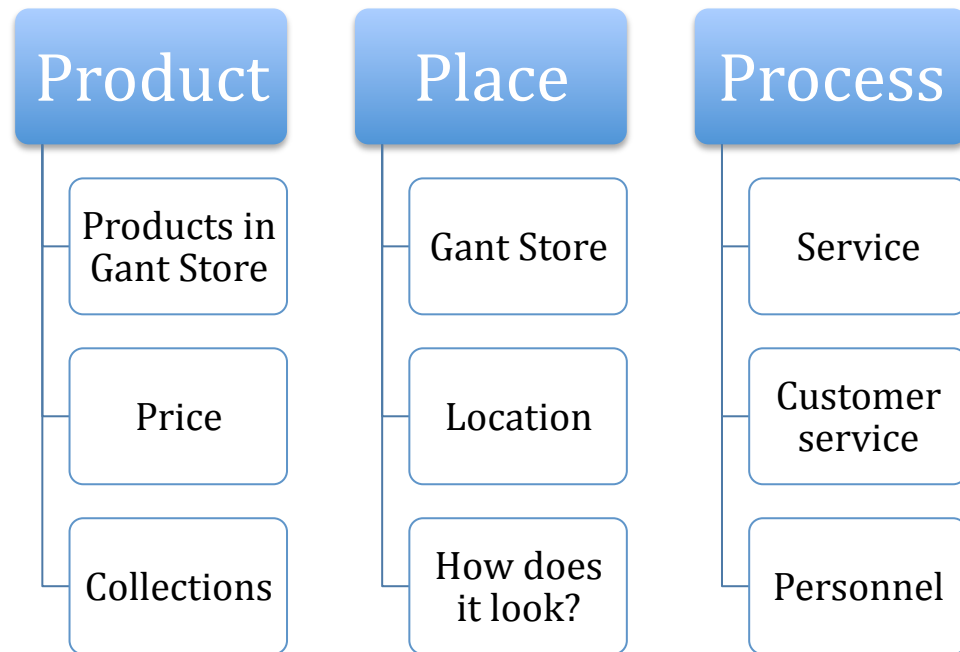 Product
Products in
Gant Store
Price
Collections
Place
Gant Store
Location
How does
it look?
Process
Service
Customer
service
Personnel